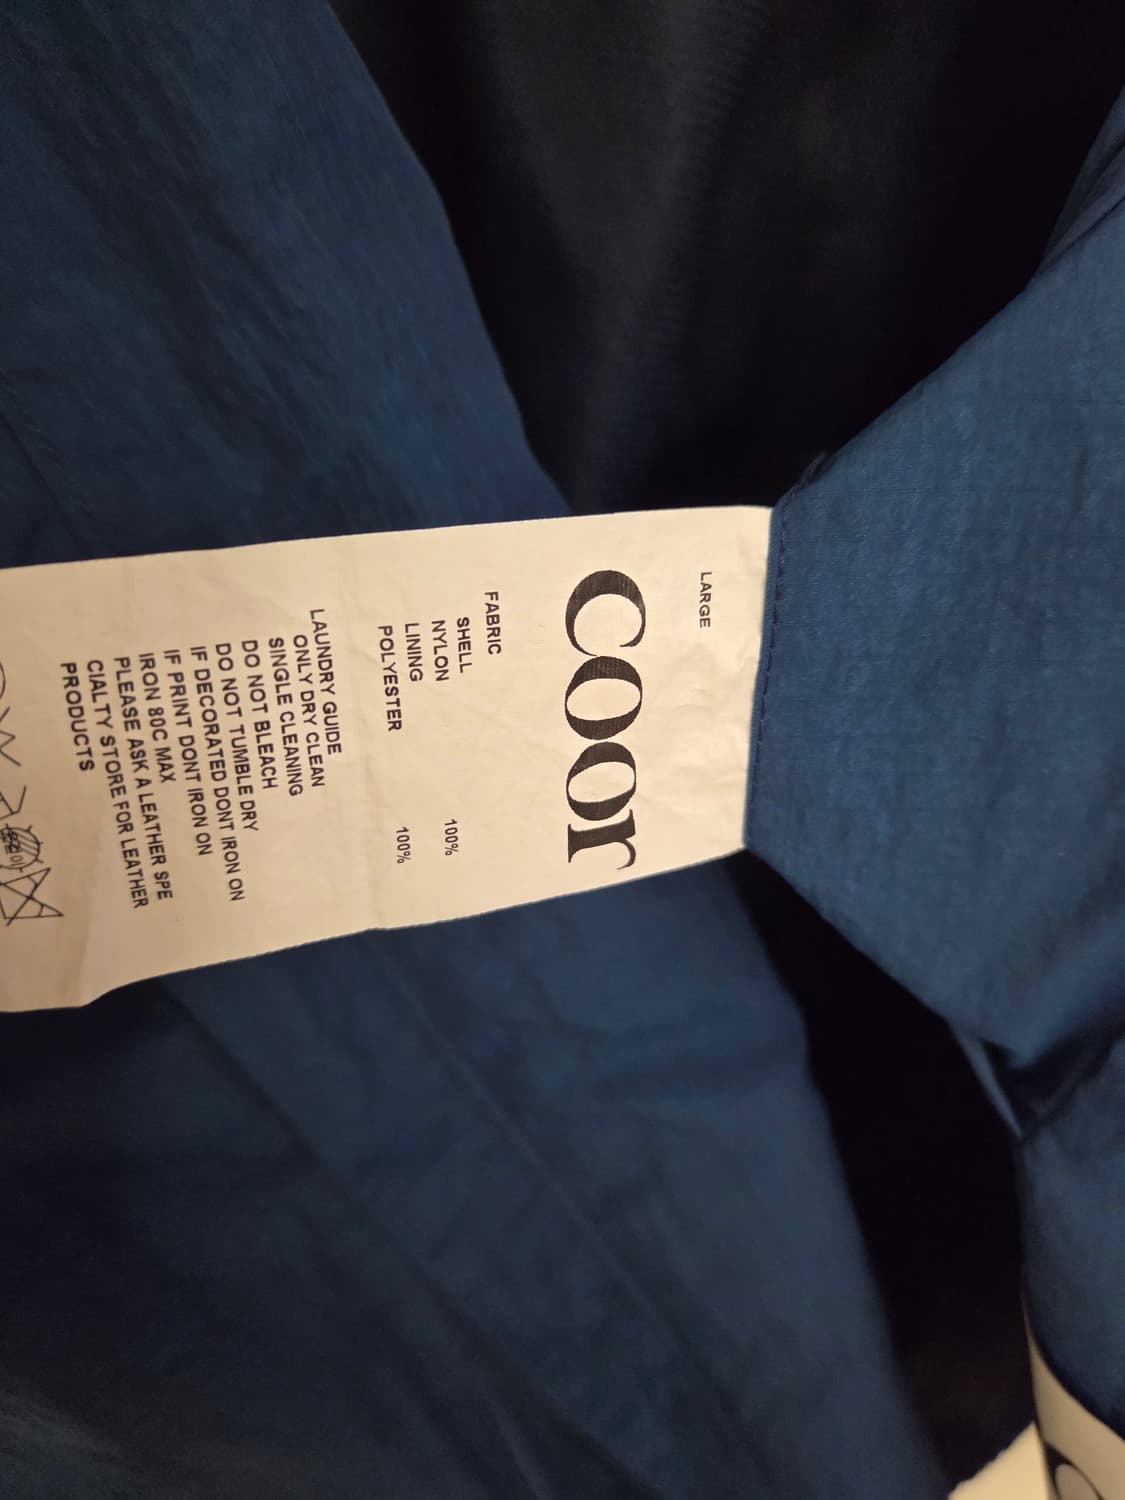 LARGE
coor
FABRIC
SHELL
NYLON 100%
LINING
POLYESTER 100%
LAUNDRY GUIDE
ONLY DRY CLEAN
SINGLE CLEANING
DO NOT BLEACH
DO NOT TUMBLE DRY
IF DECORATED DONT IRON ON
IF PRINT DONT IRON ON
IRON 80C MAX
PLEASE ASK A LEATHER SPE
CIALTY STORE FOR LEATHER
PRODUCTS